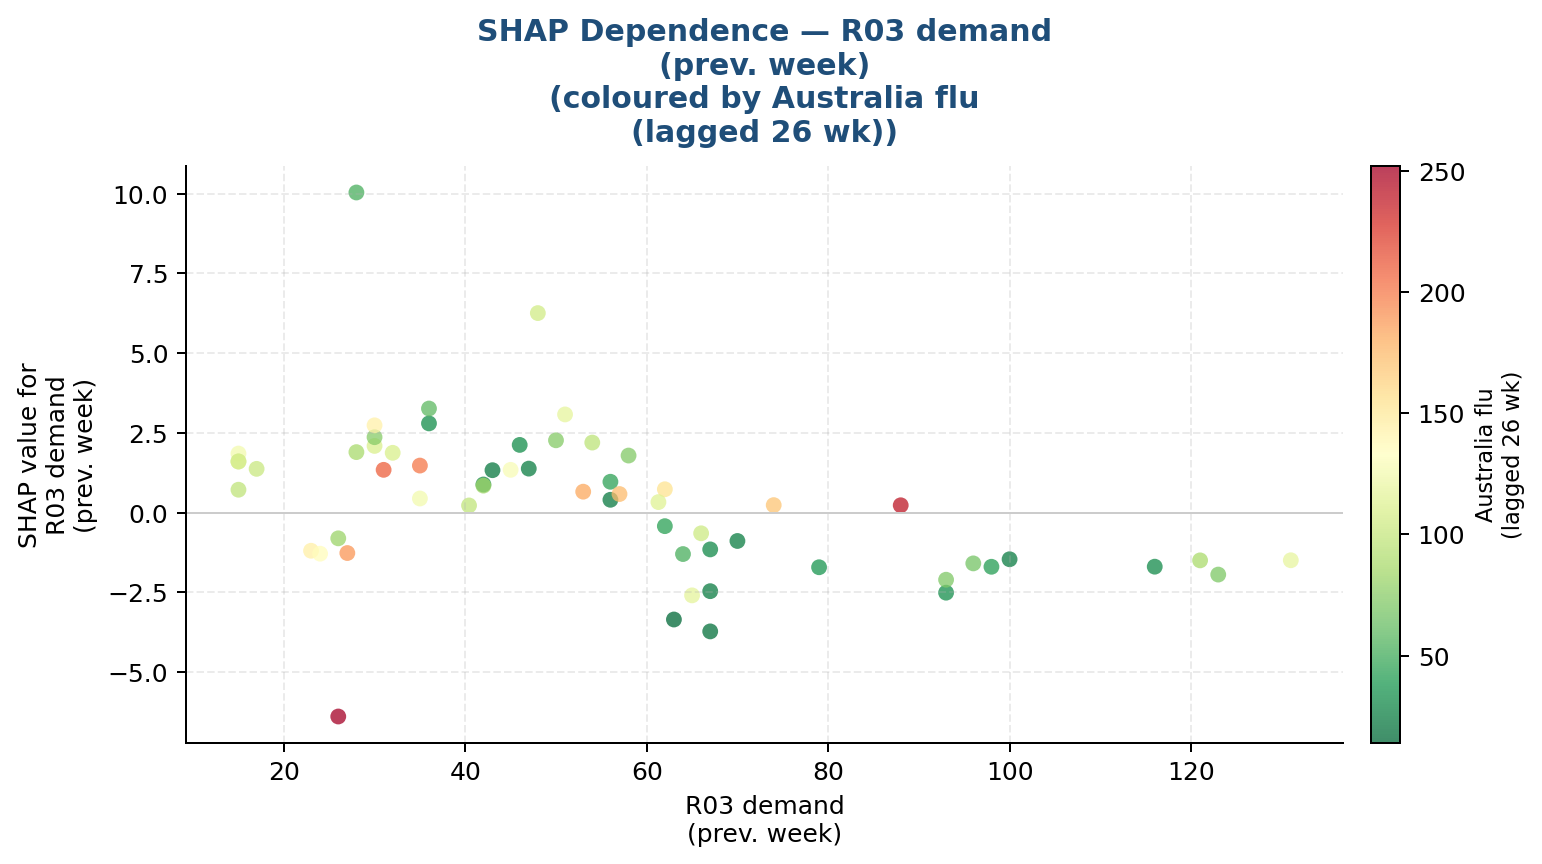 SHAP Dependence — R03 demand
(prev. week)
(coloured by Australia flu
(lagged 26 wk))
10.0
7.5
5.0
2.5
0.0
−2.5
−5.0
SHAP value for
R03 demand
(prev. week)
20
40
60
80
100
120
R03 demand
(prev. week)
250
200
150
100
50
Australia flu
(lagged 26 wk)